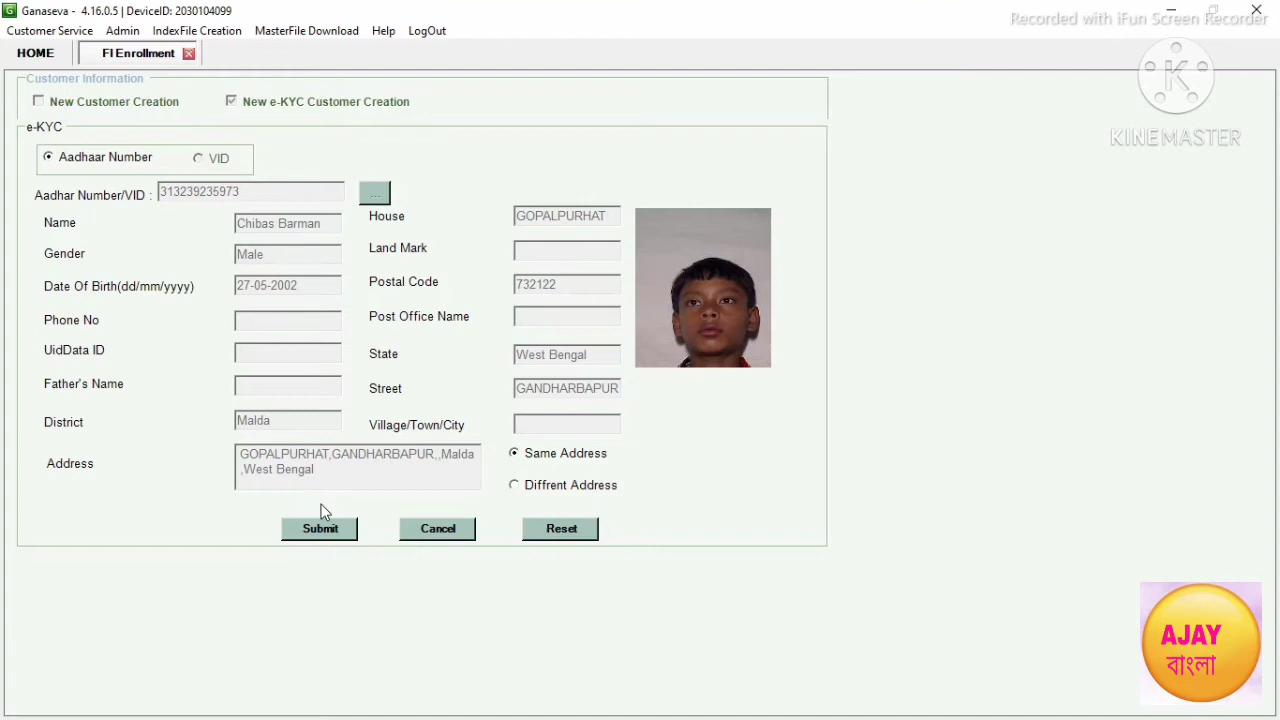 Ganaseva - 4.16.0.5 | DeviceID: 2030104099
Recorded with iFun Screen Recorder
Customer Service Admin IndexFile Creation MasterFile Download Help LogOut
HOME FI Enrollment
Customer Information
New Customer Creation New e-KYC Customer Creation
KINEMASTER
e-KYC
Aadhaar Number VID
Aadhar Number/VID : 313239235973 ...
Name Chibas Barman House GOPALPURHAT
Gender Male Land Mark
Date Of Birth(dd/mm/yyyy) 27-05-2002 Postal Code 732122
Phone No Post Office Name
UidData ID State West Bengal
Father's Name Street GANDHARBAPUR
District Malda Village/Town/City
Address GOPALPURHAT,GANDHARBAPUR,,Malda Same Address
,West Bengal
Diffrent Address
Submit Cancel Reset
AJAY
বাংলা